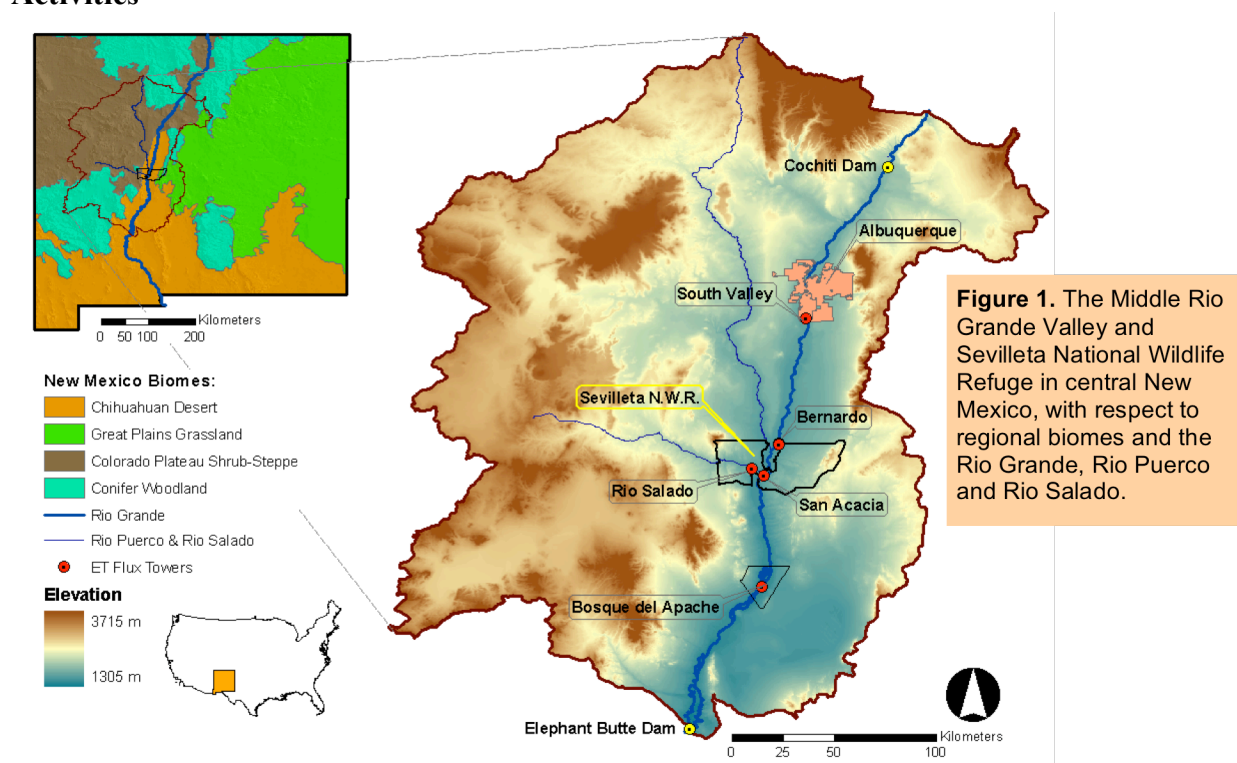 Activities
Cochiti Dam
Albuquerque
South Valley
Sevilleta N.W.R.
Bernardo
Rio Salado
San Acacia
Bosque del Apache
Elephant Butte Dam
Kilometers
0 50 100 200
New Mexico Biomes:
Chihuahuan Desert
Great Plains Grassland
Colorado Plateau Shrub-Steppe
Conifer Woodland
Rio Grande
Rio Puerco & Rio Salado
ET Flux Towers
Elevation
3715 m
1305 m
Kilometers
0 25 50 100
Figure 1. The Middle Rio
Grande Valley and
Sevilleta National Wildlife
Refuge in central New
Mexico, with respect to
regional biomes and the
Rio Grande, Rio Puerco
and Rio Salado.